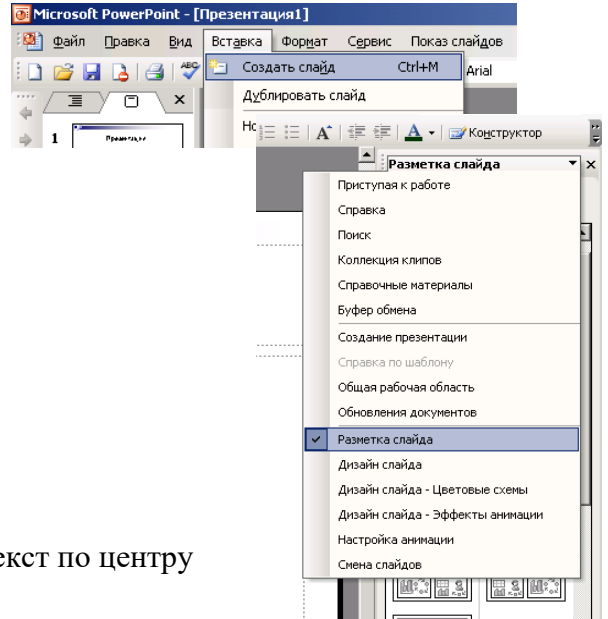 Microsoft PowerPoint - [Презентация1]
Файл Правка Вид Вставка Формат Сервис Показ слайдов
ABC Создать слайд Ctrl+M Arial
Дублировать слайд
1 Презентация
А А Конструктор
Разметка слайда
Приступая к работе
Справка
Поиск
Коллекция клипов
Справочные материалы
Буфер обмена
Создание презентации
Справка по шаблону
Общая рабочая область
Обновления документов
Разметка слайда
Дизайн слайда
Дизайн слайда - Цветовые схемы
Дизайн слайда - Эффекты анимации
Настройка анимации
Смена слайдов
екст по центру